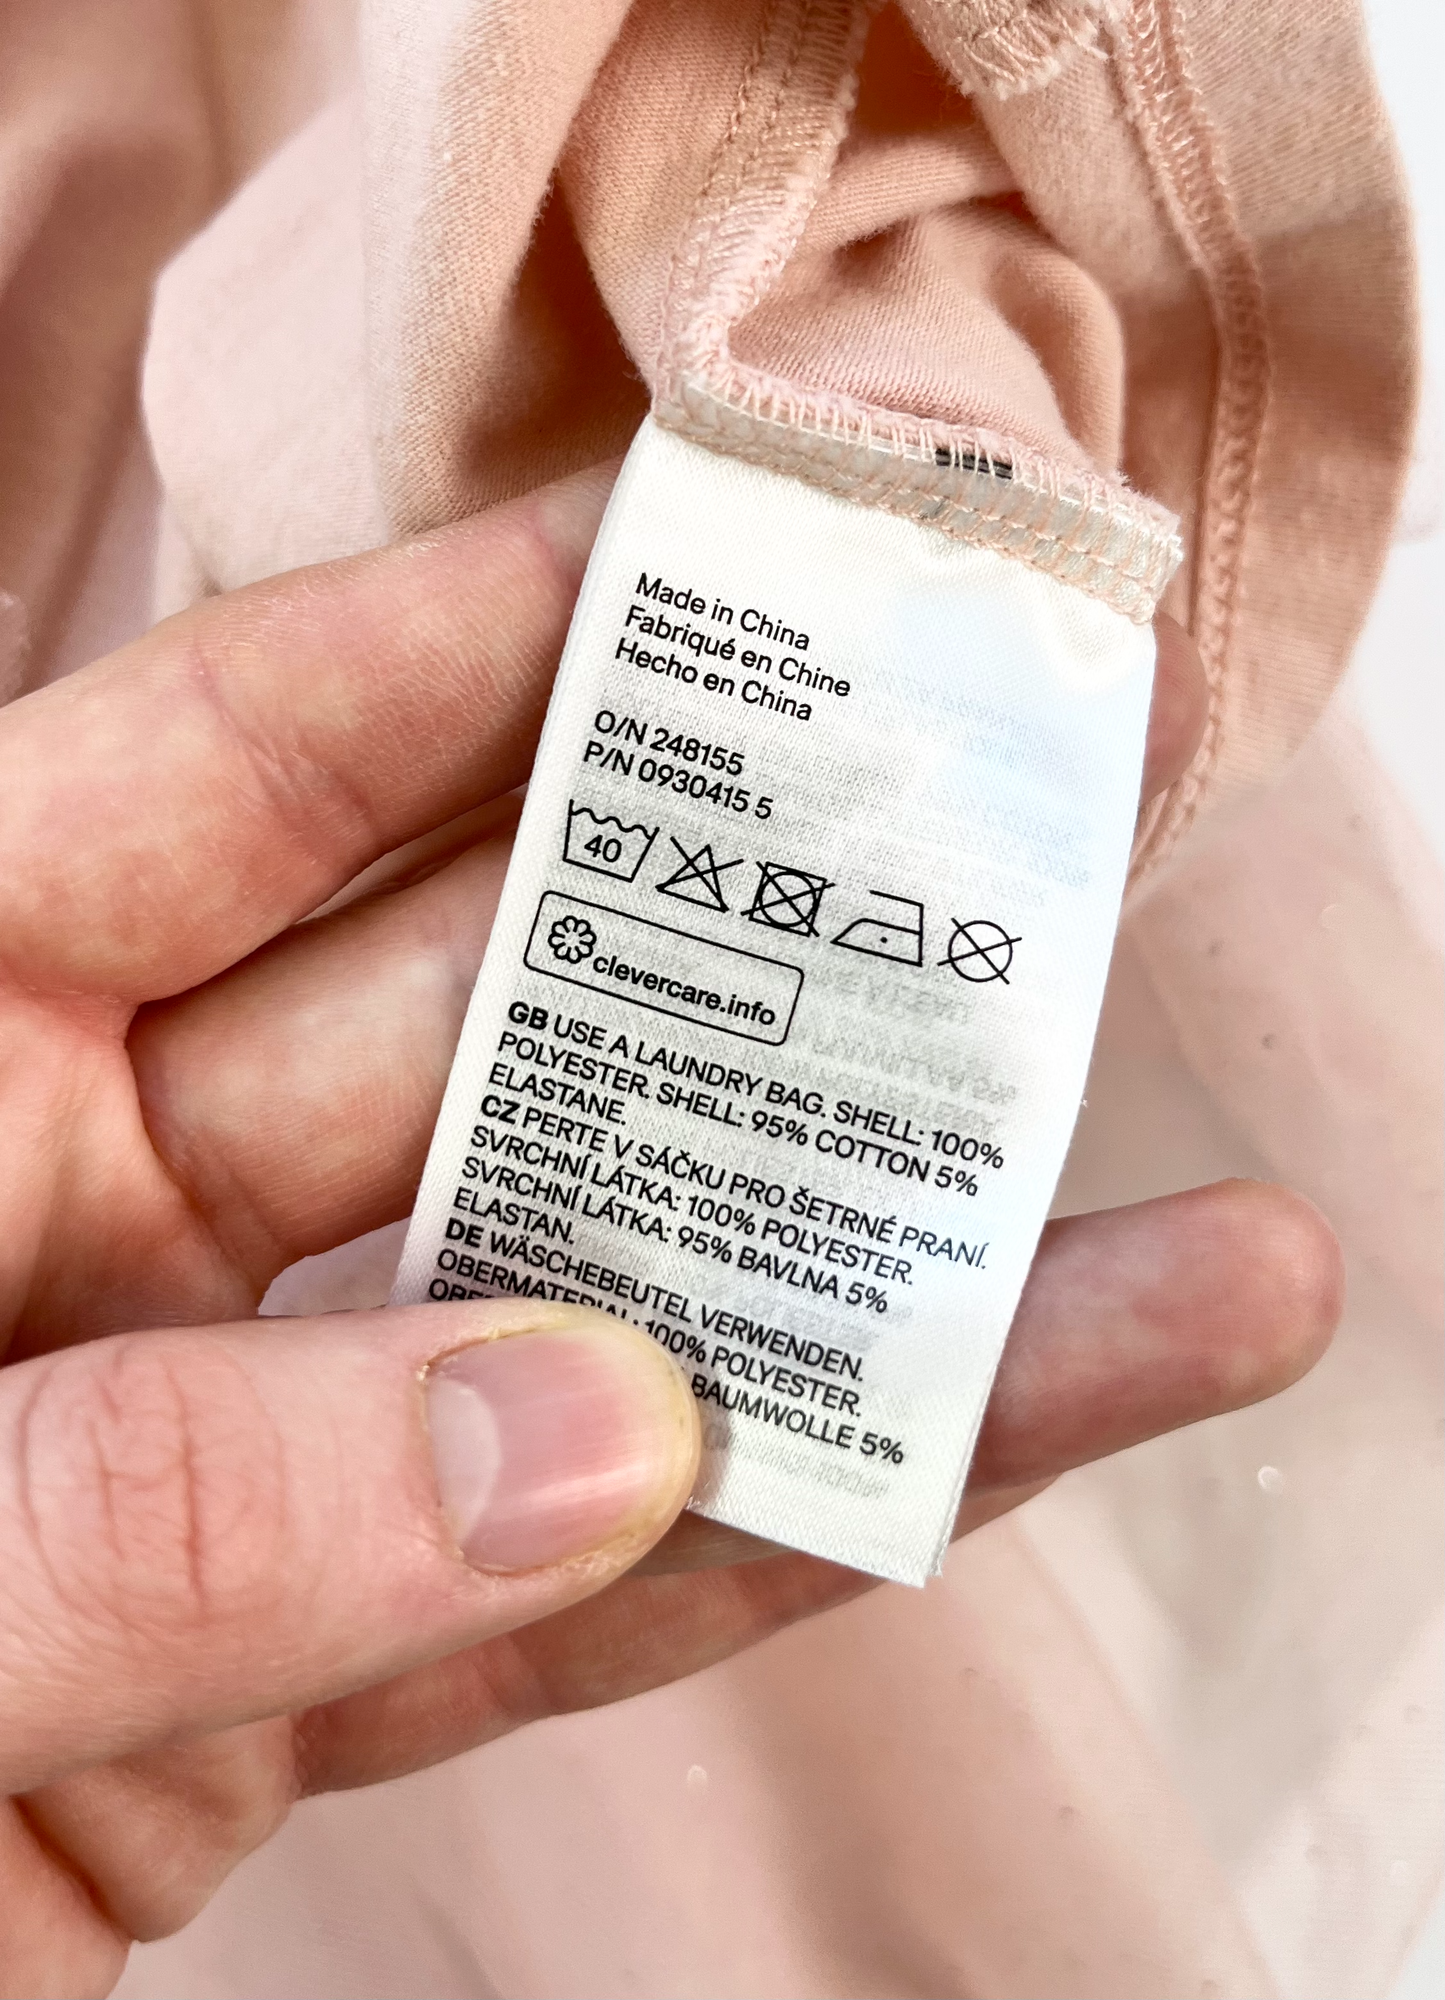 Made in China
Fabriqué en Chine
Hecho en China
O/N 248155
P/N 0930415 5
40
clevercare.info
GB USE A LAUNDRY BAG. SHELL: 100%
POLYESTER. SHELL: 95% COTTON 5%
ELASTANE.
CZ PERTE V SÁČKU PRO ŠETRNÉ PRANÍ.
SVRCHNÍ LÁTKA: 100% POLYESTER.
SVRCHNÍ LÁTKA: 95% BAVLNA 5%
ELASTAN.
DE WÄSCHEBEUTEL VERWENDEN.
OBERMATERIAL: 100% POLYESTER.
BAUMWOLLE 5%